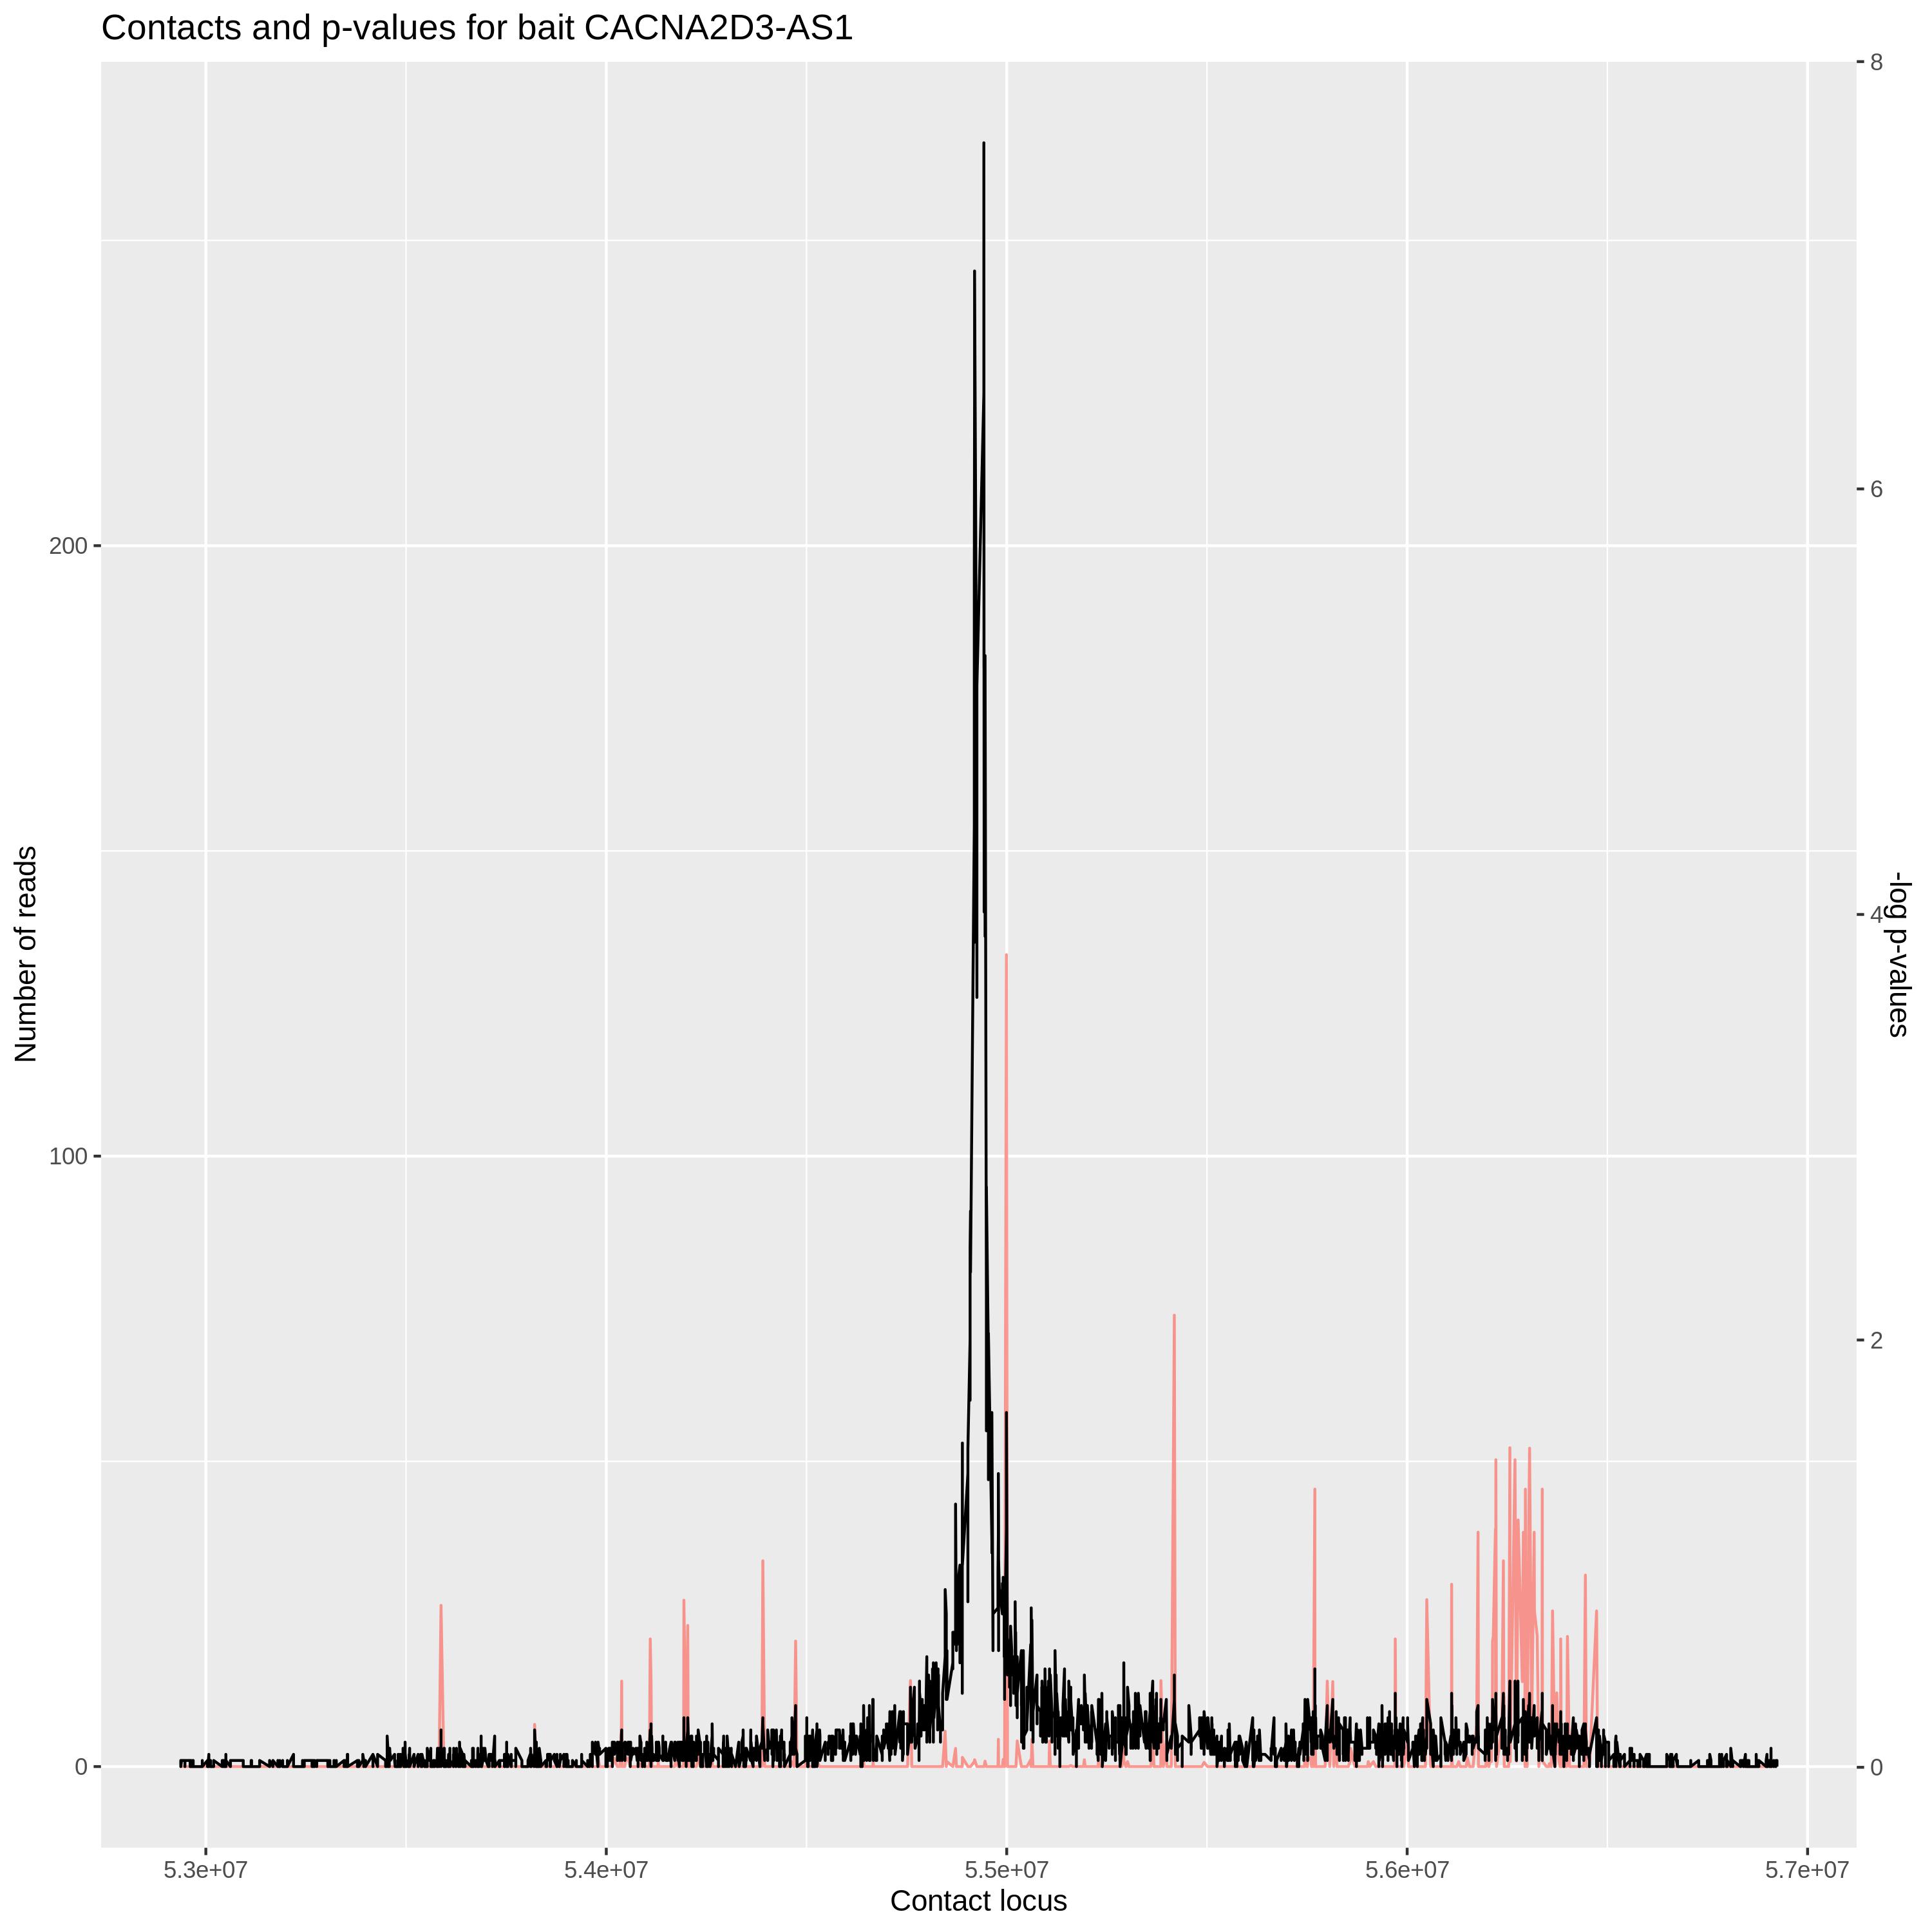 Contacts and p-values for bait CACNA2D3-AS1
8
6
4
2
0
200
100
0
Number of reads
-log p-values
5.3e+07
5.4e+07
5.5e+07
5.6e+07
5.7e+07
Contact locus